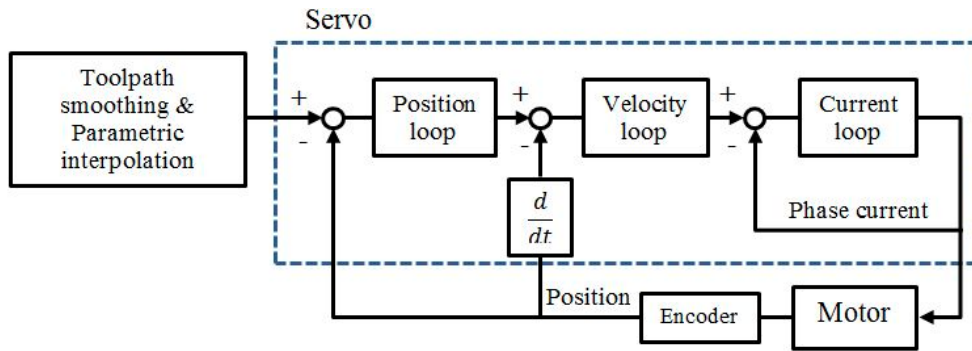 Servo
Toolpath
smoothing &
Parametric
interpolation
+
-
Position
loop
+
-
Velocity
loop
+
-
Current
loop
d
dt
Phase current
Position
Encoder
Motor